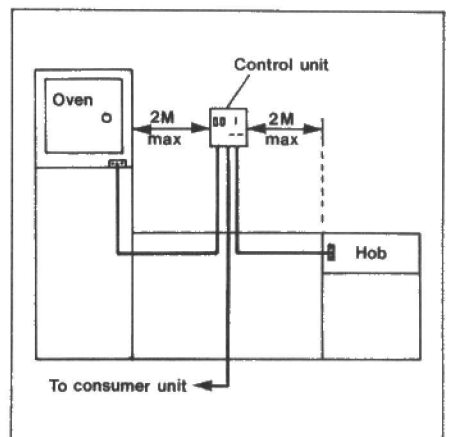 Control unit
Oven
2M
max
2M
max
Hob
To consumer unit